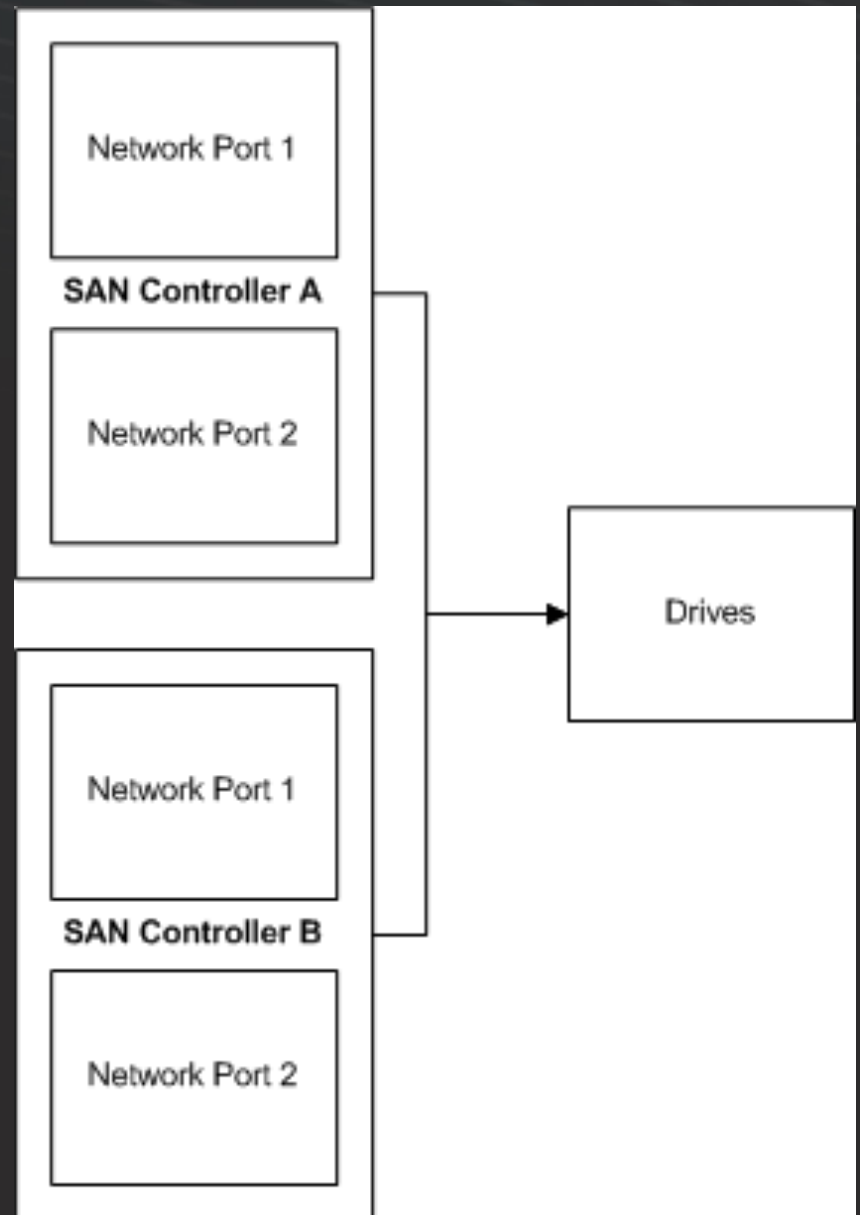 Network Port 1
SAN Controller A
Network Port 2
Drives
Network Port 1
SAN Controller B
Network Port 2